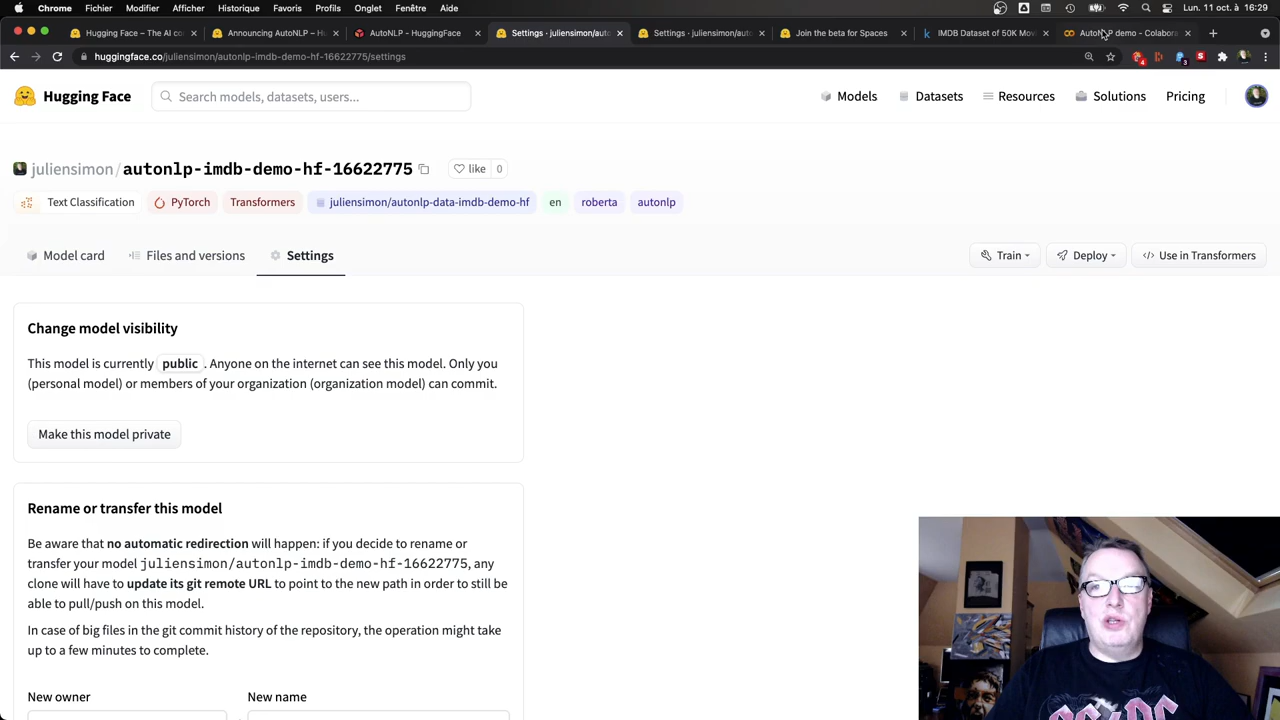 Chrome Fichier Modifier Afficher Historique Favoris Profils Onglet Fenêtre Aide Lun. 11 oct. à 16:29
Hugging Face – The AI co Announcing AutoNLP – H AutoNLP - HuggingFace Settings · juliensimon/auto Settings · juliensimon/auto Join the beta for Spaces IMDB Dataset of 50K Mov AutoNLP demo - Colabora
huggingface.co/juliensimon/autonlp-imdb-demo-hf-16622775/settings
Hugging Face Search models, datasets, users... Models Datasets Resources Solutions Pricing
juliensimon/autonlp-imdb-demo-hf-16622775 like 0
Text Classification PyTorch Transformers juliensimon/autonlp-data-imdb-demo-hf en roberta autonlp
Model card Files and versions Settings Train Deploy </> Use in Transformers
Change model visibility
This model is currently public . Anyone on the internet can see this model. Only you
(personal model) or members of your organization (organization model) can commit.
Make this model private
Rename or transfer this model
Be aware that no automatic redirection will happen: if you decide to rename or
transfer your model juliensimon/autonlp-imdb-demo-hf-16622775, any
clone will have to update its git remote URL to point to the new path in order to still be
able to pull/push on this model.
In case of big files in the git commit history of the repository, the operation might take
up to a few minutes to complete.
New owner New name